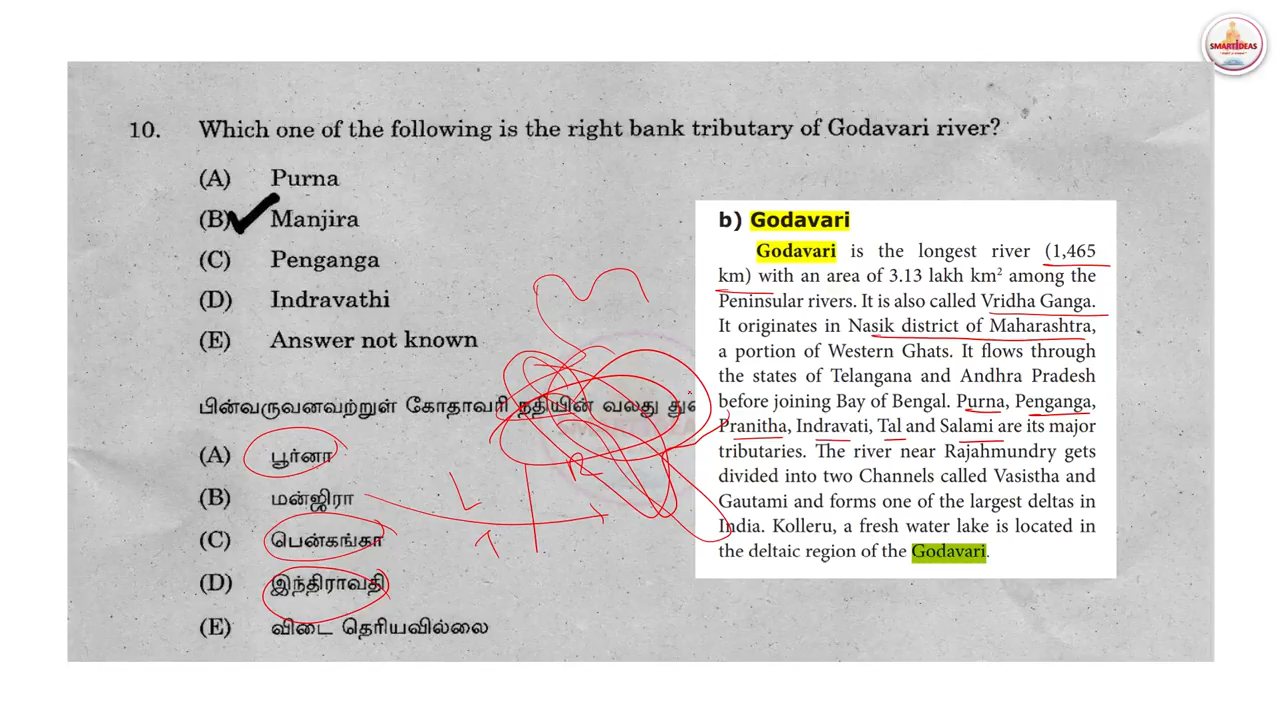 SMARTIDEAS
10. Which one of the following is the right bank tributary of Godavari river?
(A) Purna
(B) Manjira
(C) Penganga
(D) Indravathi
(E) Answer not known
பின்வருவனவற்றுள் கோதாவரி நதியின் வலது
(A) பூர்னா
(B) மன்ஜிரா
(C) பென்கங்கா
(D) இந்திராவதி
(E) விடை தெரியவில்லை
b) Godavari
Godavari is the longest river (1,465
km) with an area of 3.13 lakh km² among the
Peninsular rivers. It is also called Vridha Ganga.
It originates in Nasik district of Maharashtra,
a portion of Western Ghats. It flows through
the states of Telangana and Andhra Pradesh
before joining Bay of Bengal. Purna, Penganga,
Pranitha, Indravati, Tal and Salami are its major
tributaries. The river near Rajahmundry gets
divided into two Channels called Vasistha and
Gautami and forms one of the largest deltas in
India. Kolleru, a fresh water lake is located in
the deltaic region of the Godavari.